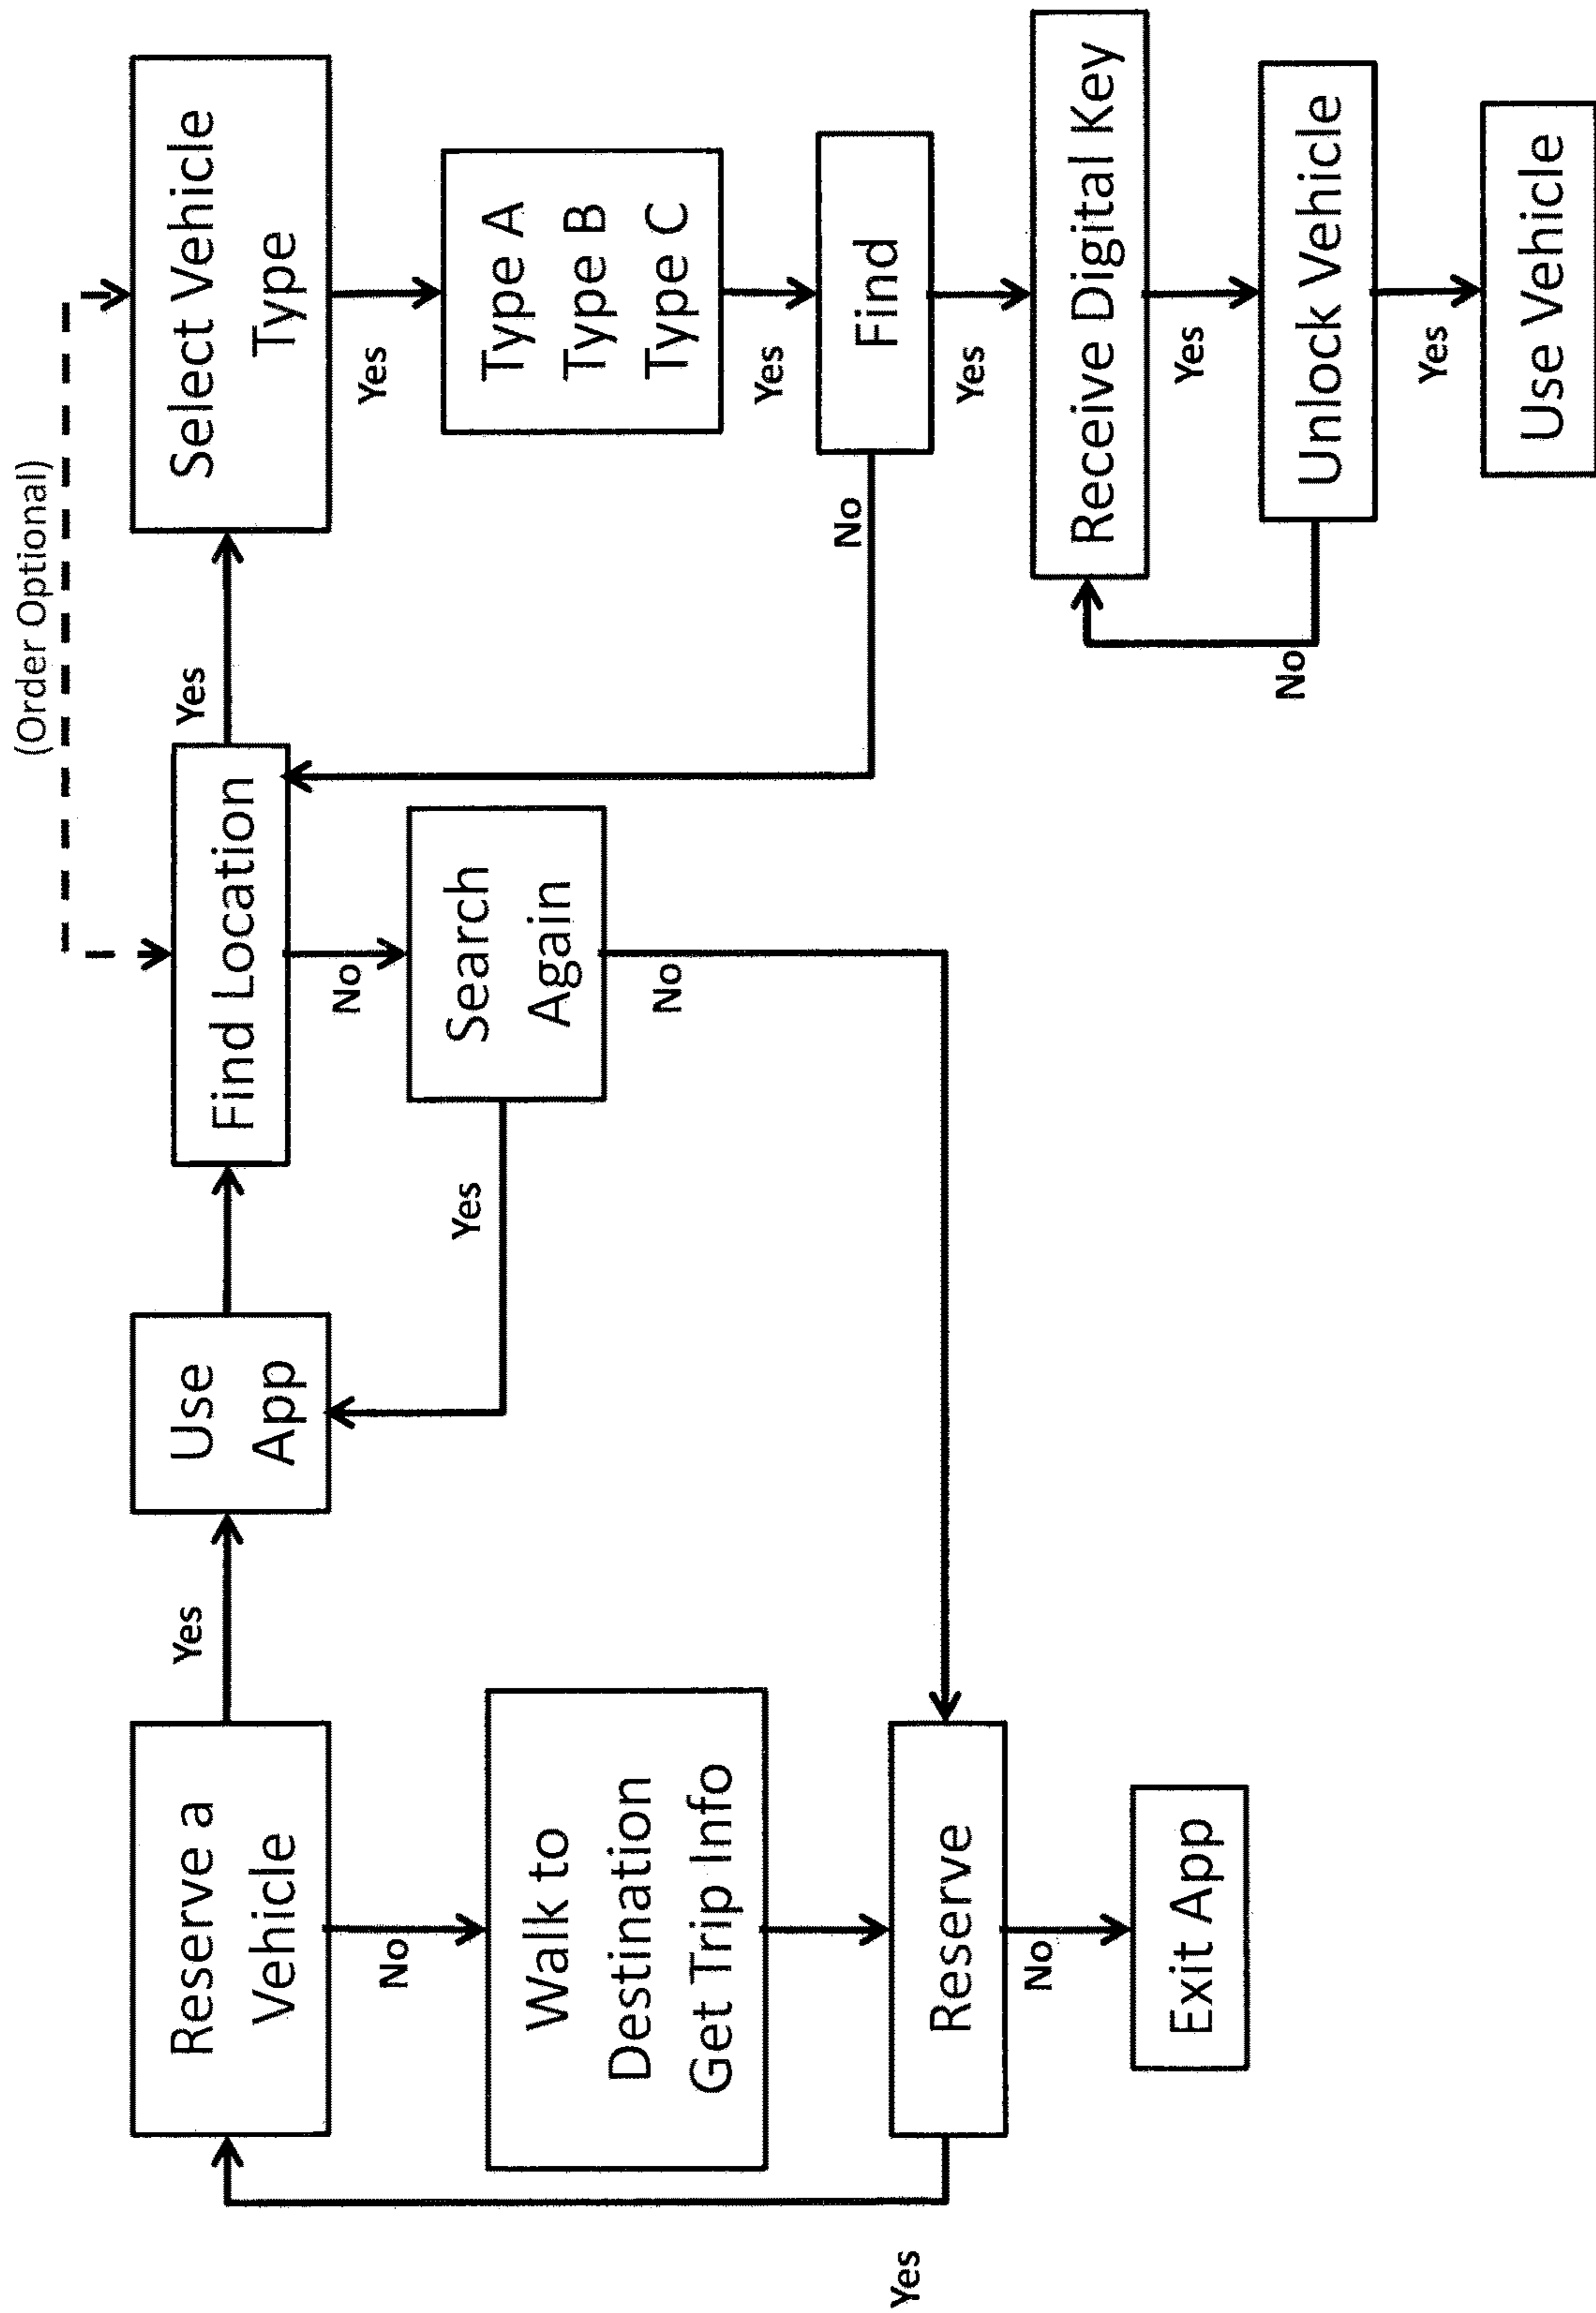 (Order Optional)
Reserve a
Vehicle
Yes
Use
App
Find Location
Yes
Select Vehicle
Type
No
Walk to
Destination
Get Trip Info
Yes
No
Search
Again
No
Yes
Type A
Type B
Type C
Yes
Reserve
No
Find
Yes
Yes
No
Exit App
Receive Digital Key
Yes
No
Unlock Vehicle
Yes
Use Vehicle